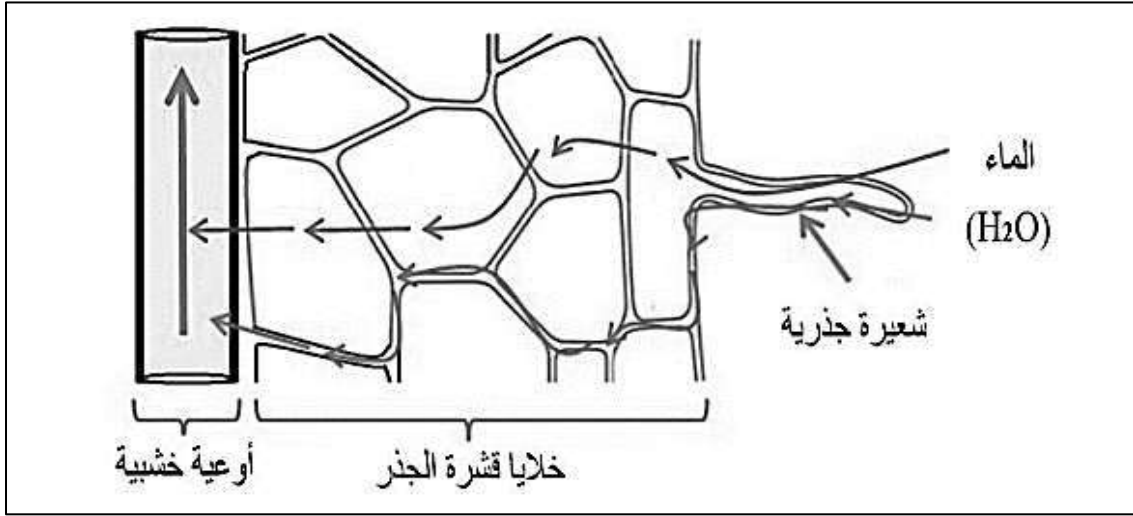 الماء
(H2O)
شعيرة جذرية
خلايا قشرة الجذر
أوعية خشبية